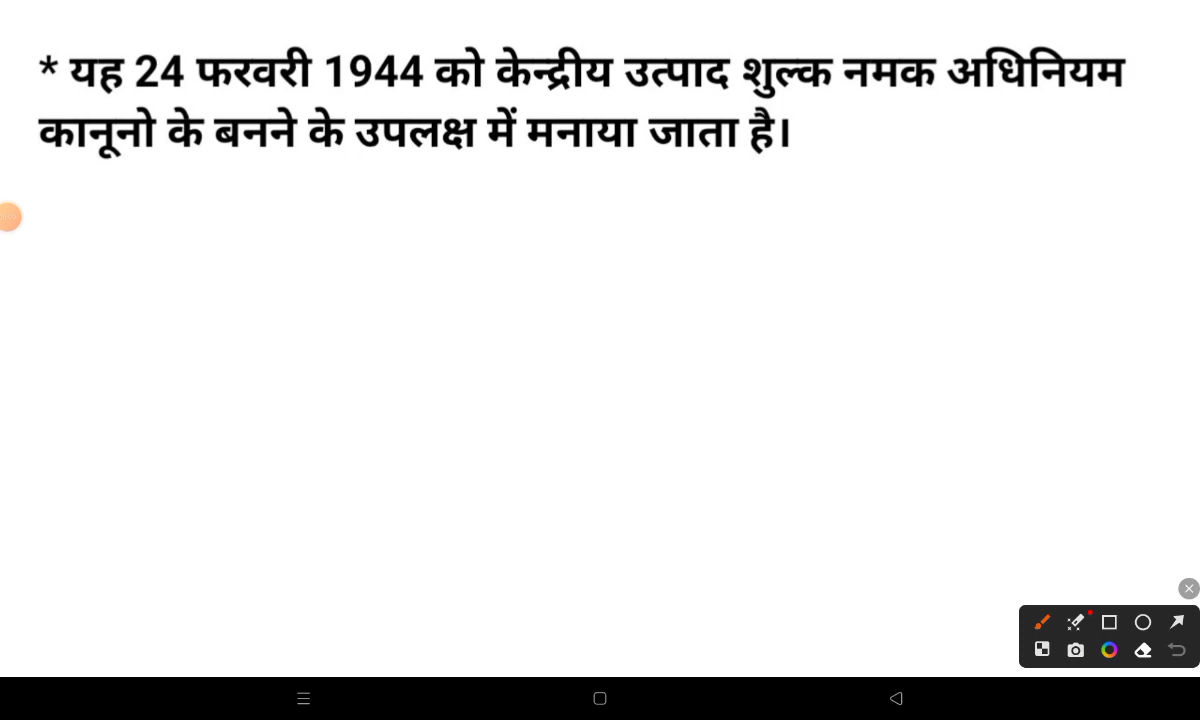 * यह 24 फरवरी 1944 को केन्द्रीय उत्पाद शुल्क नमक अधिनियम
कानूनो के बनने के उपलक्ष में मनाया जाता है।